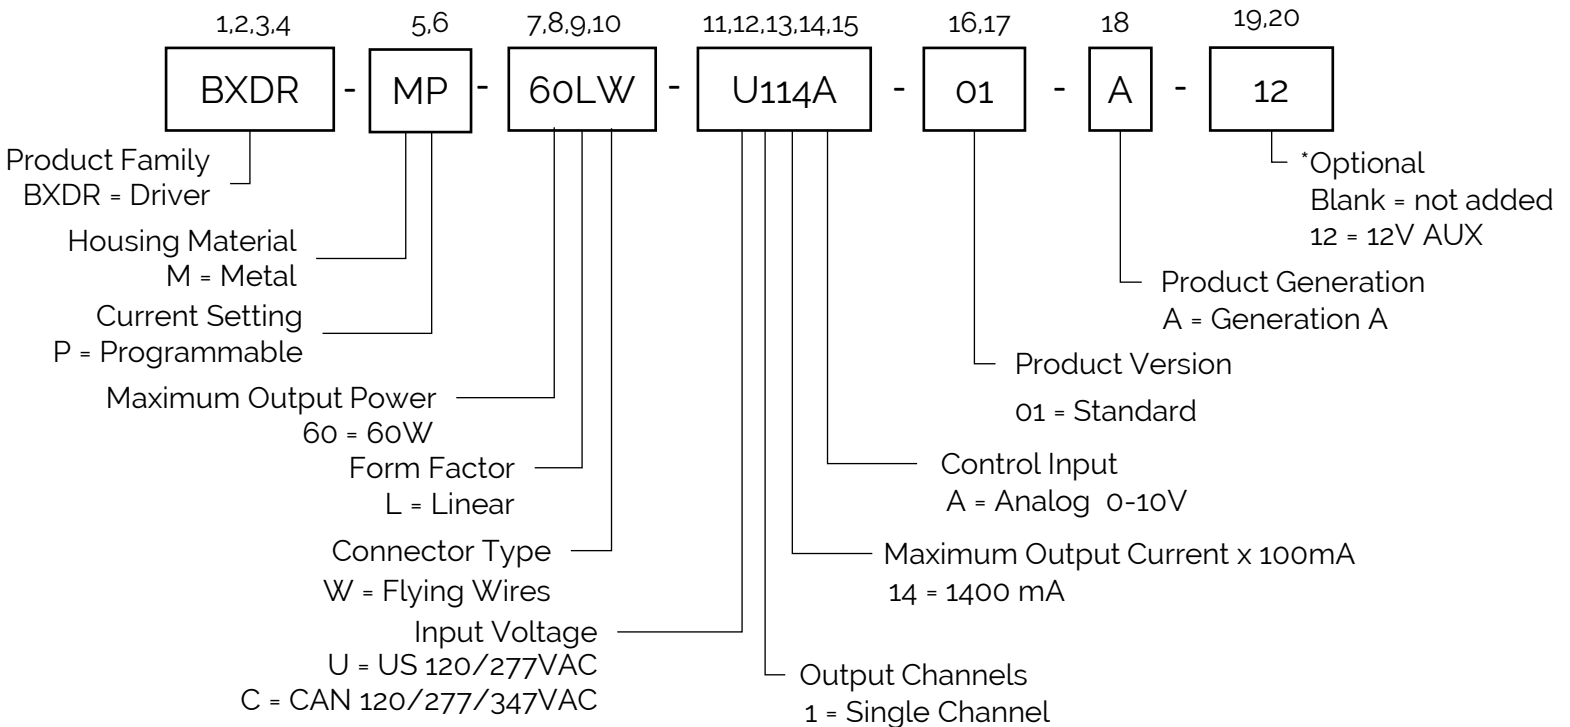 1,2,3,4 5,6 7,8,9,10 11,12,13,14,15 16,17 18 19,20
BXDR - MP - 60LW - U114A - 01 - A - 12
Product Family
BXDR = Driver
*Optional
Blank = not added
12 = 12V AUX
Housing Material
M = Metal
Product Generation
A = Generation A
Current Setting
P = Programmable
Product Version
01 = Standard
Maximum Output Power
60 = 60W
Form Factor
L = Linear
Control Input
A = Analog 0-10V
Connector Type
W = Flying Wires
Maximum Output Current x 100mA
14 = 1400 mA
Input Voltage
U = US 120/277VAC
C = CAN 120/277/347VAC
Output Channels
1 = Single Channel